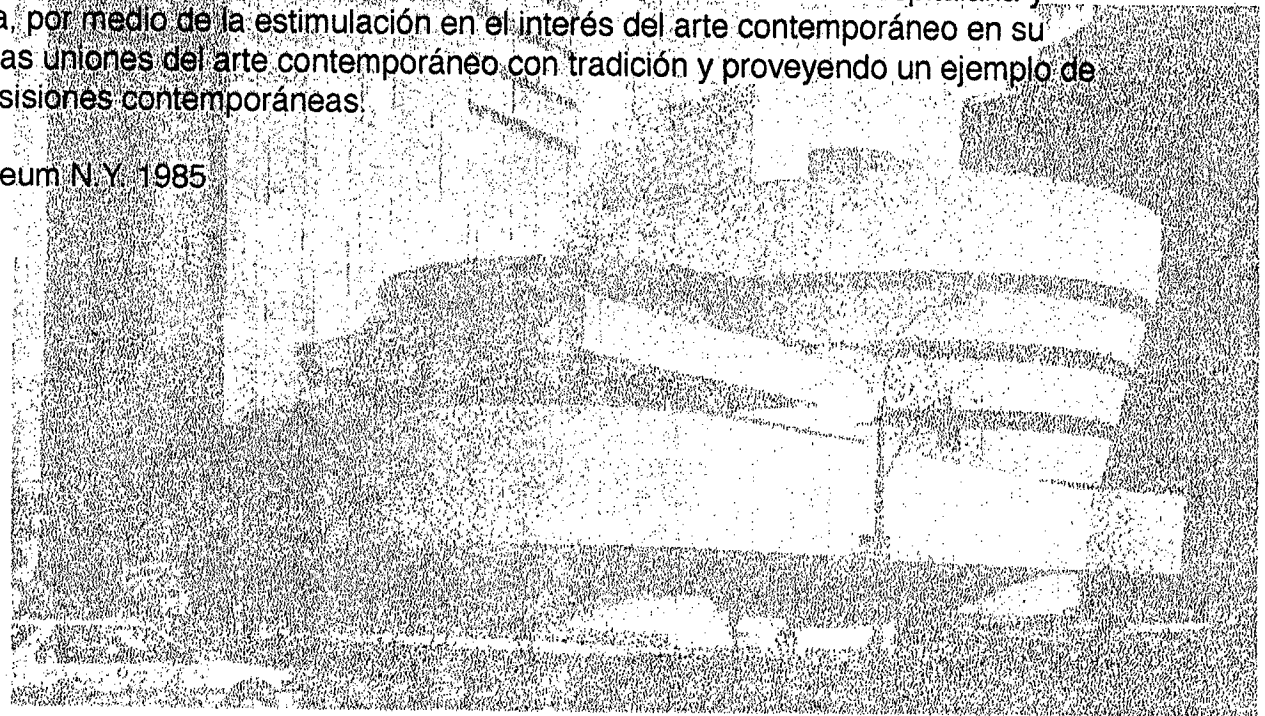 a, por medio de la estimulación en el interés del arte contemporáneo en su
as uniones del arte contemporáneo con tradición y proveyendo un ejemplo de
sisiones contemporáneas.
eum N.Y. 1985